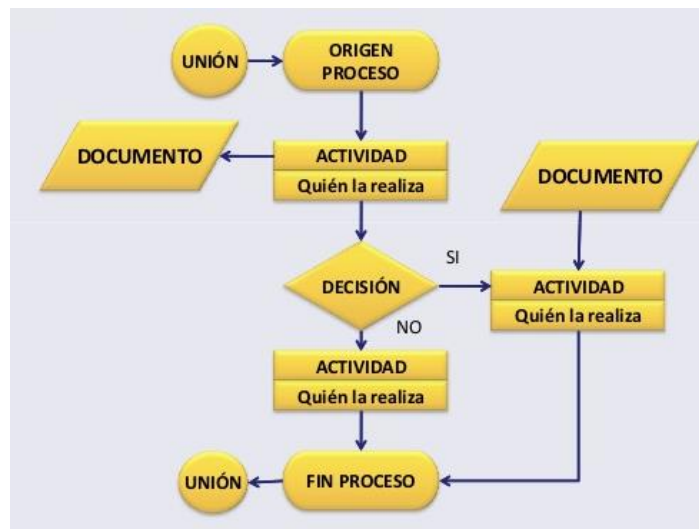 UNIÓN
ORIGEN
PROCESO
DOCUMENTO
ACTIVIDAD
Quién la realiza
DOCUMENTO
DECISIÓN
SI
ACTIVIDAD
Quién la realiza
NO
ACTIVIDAD
Quién la realiza
UNIÓN
FIN PROCESO